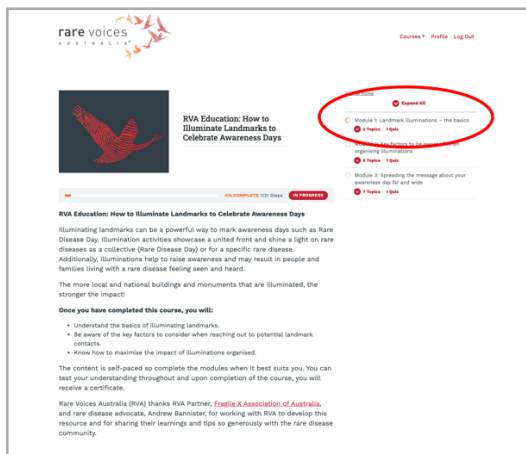 rare voices
AUSTRALIA
Courses Profile Log Out
Expand All
Module 1: Landmark illuminations – the basics
Topics | 1 Quiz
organising illuminations
6 Topics | 1 Quiz
Module 3: Spreading the message about your
awareness day far and wide
7 Topics | 1 Quiz
RVA Education: How to
Illuminate Landmarks to
Celebrate Awareness Days
COMPLETE 1/21 Steps IN PROGRESS
RVA Education: How to Illuminate Landmarks to Celebrate Awareness Days
Illuminating landmarks can be a powerful way to mark awareness days such as Rare
Disease Day. Illumination activities showcase a united front and shine a light on rare
diseases as a collective (Rare Disease Day) or for a specific rare disease.
Additionally, illuminations help to raise awareness and may result in people and
families living with a rare disease feeling seen and heard.
The more local and national buildings and monuments that are illuminated, the
stronger the impact!
Once you have completed this course, you will:
Understand the basics of illuminating landmarks.
Be aware of the key factors to consider when reaching out to potential landmark
contacts.
Know how to maximise the impact of illuminations organised.
The content is self-paced so complete the modules when it best suits you. You can
test your understanding throughout and upon completion of the course, you will
receive a certificate.
Rare Voices Australia (RVA) thanks RVA Partner, Fragile X Association of Australia,
and rare disease advocate, Andrew Bannister, for working with RVA to develop this
resource and for sharing their learnings and tips so generously with the rare disease
community.